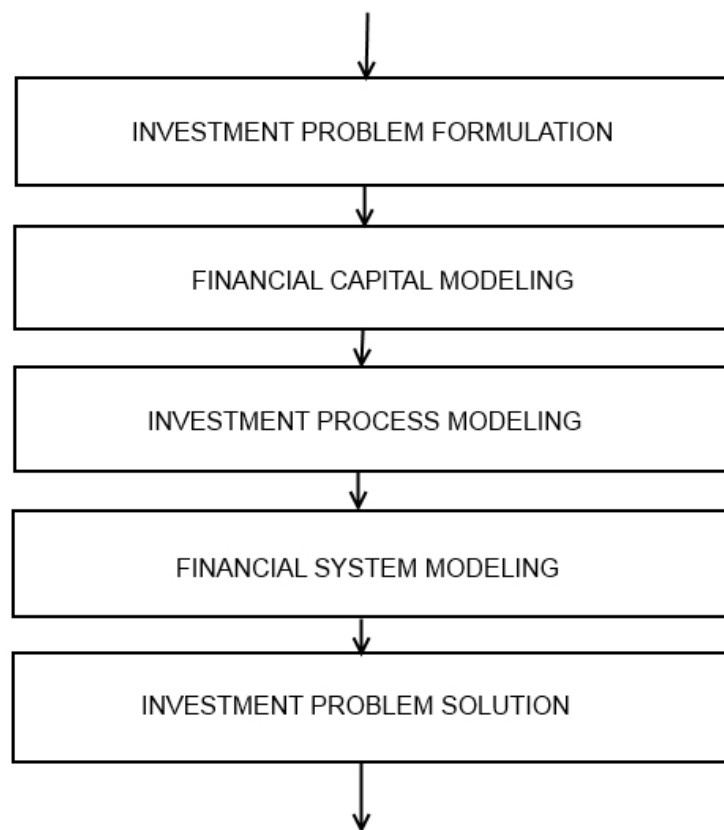 INVESTMENT PROBLEM FORMULATION
FINANCIAL CAPITAL MODELING
INVESTMENT PROCESS MODELING
FINANCIAL SYSTEM MODELING
INVESTMENT PROBLEM SOLUTION